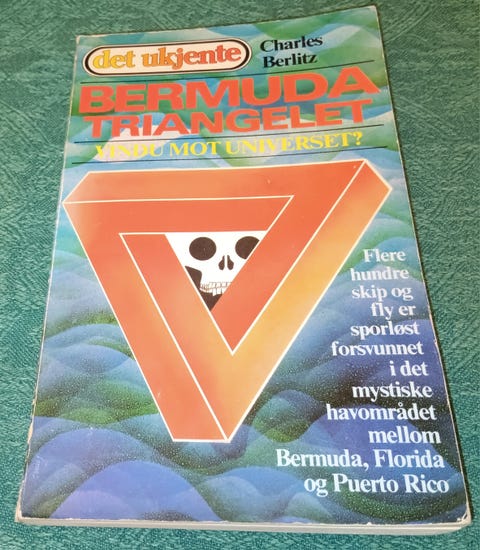 det ukjente
Charles
Berlitz
BERMUDA
TRIANGELET
VINDU MOT UNIVERSET?
Flere
hundre
skip og
fly er
sporløst
forsvunnet
i det
mystiske
havområdet
mellom
Bermuda, Florida
og Puerto Rico